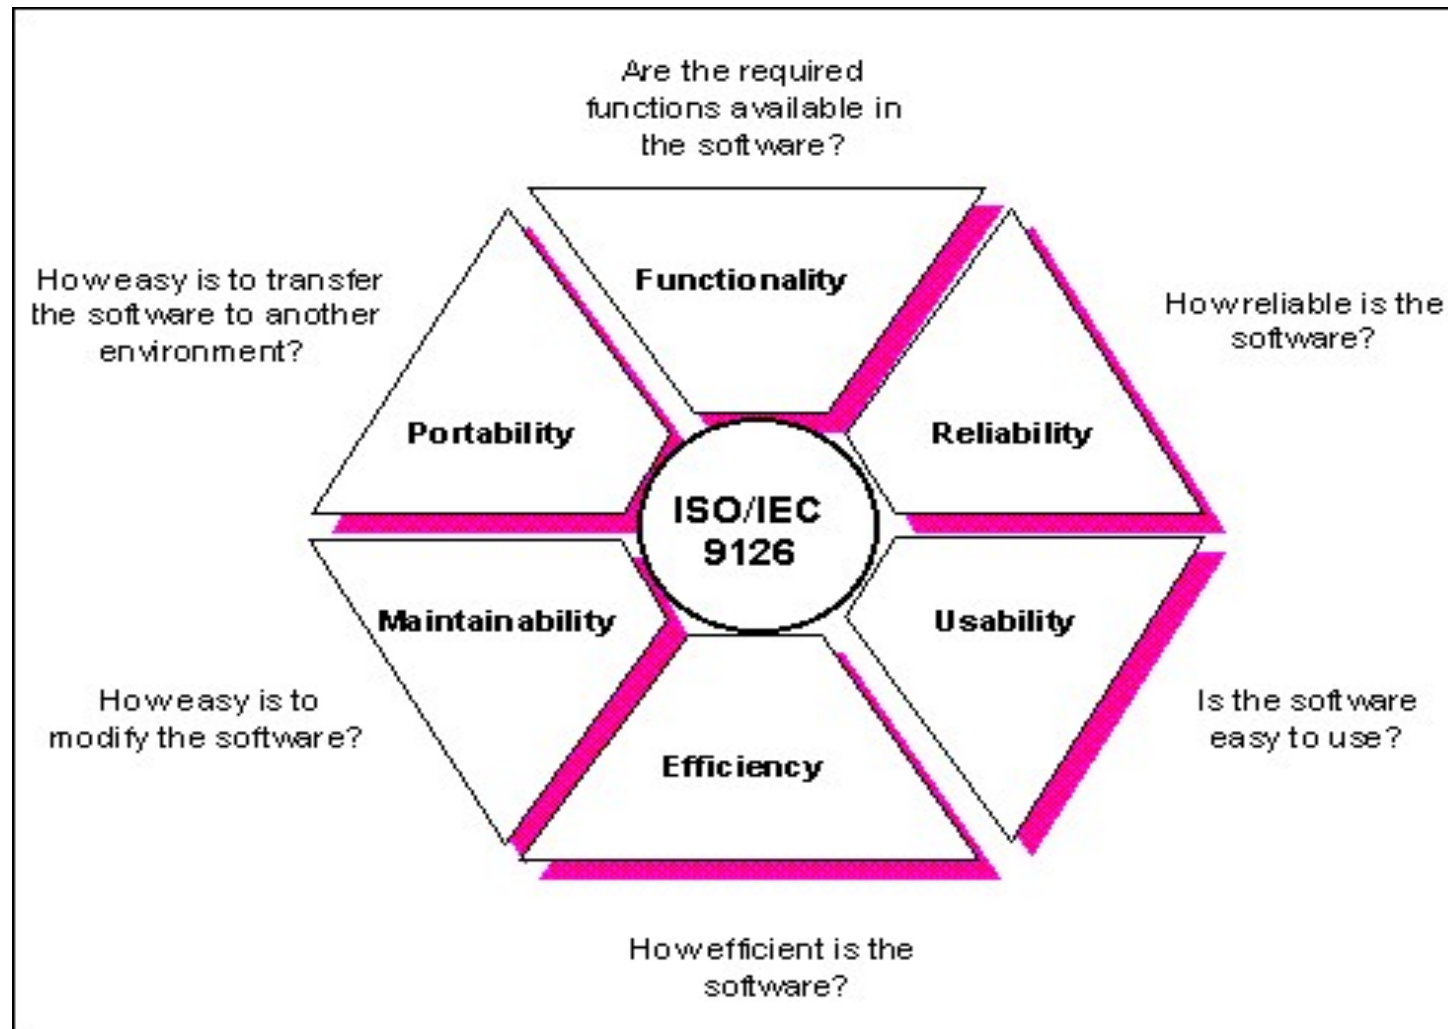 Are the required
functions available in
the software?
Functionality
How easy is to transfer
the software to another
environment?
Portability
How reliable is the
software?
Reliability
ISO/IEC
9126
Maintainability
How easy is to
modify the software?
Usability
Is the software
easy to use?
Efficiency
How efficient is the
software?